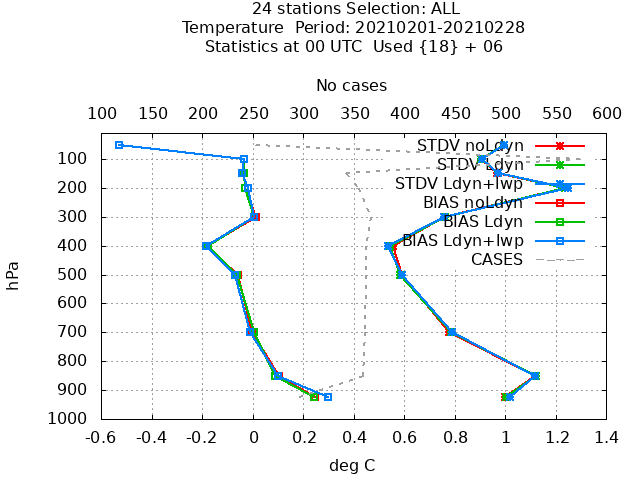 24 stations Selection: ALL
Temperature  Period: 20210201-20210228
Statistics at 00 UTC  Used {18} + 06
No cases
100 150 200 250 300 350 400 450 500 550 600
STDV noLdyn
STDV Ldyn
STDV Ldyn+lwp
BIAS noLdyn
BIAS Ldyn
BIAS Ldyn+lwp
CASES
hPa
100
200
300
400
500
600
700
800
900
1000
-0.6 -0.4 -0.2 0 0.2 0.4 0.6 0.8 1 1.2 1.4
deg C